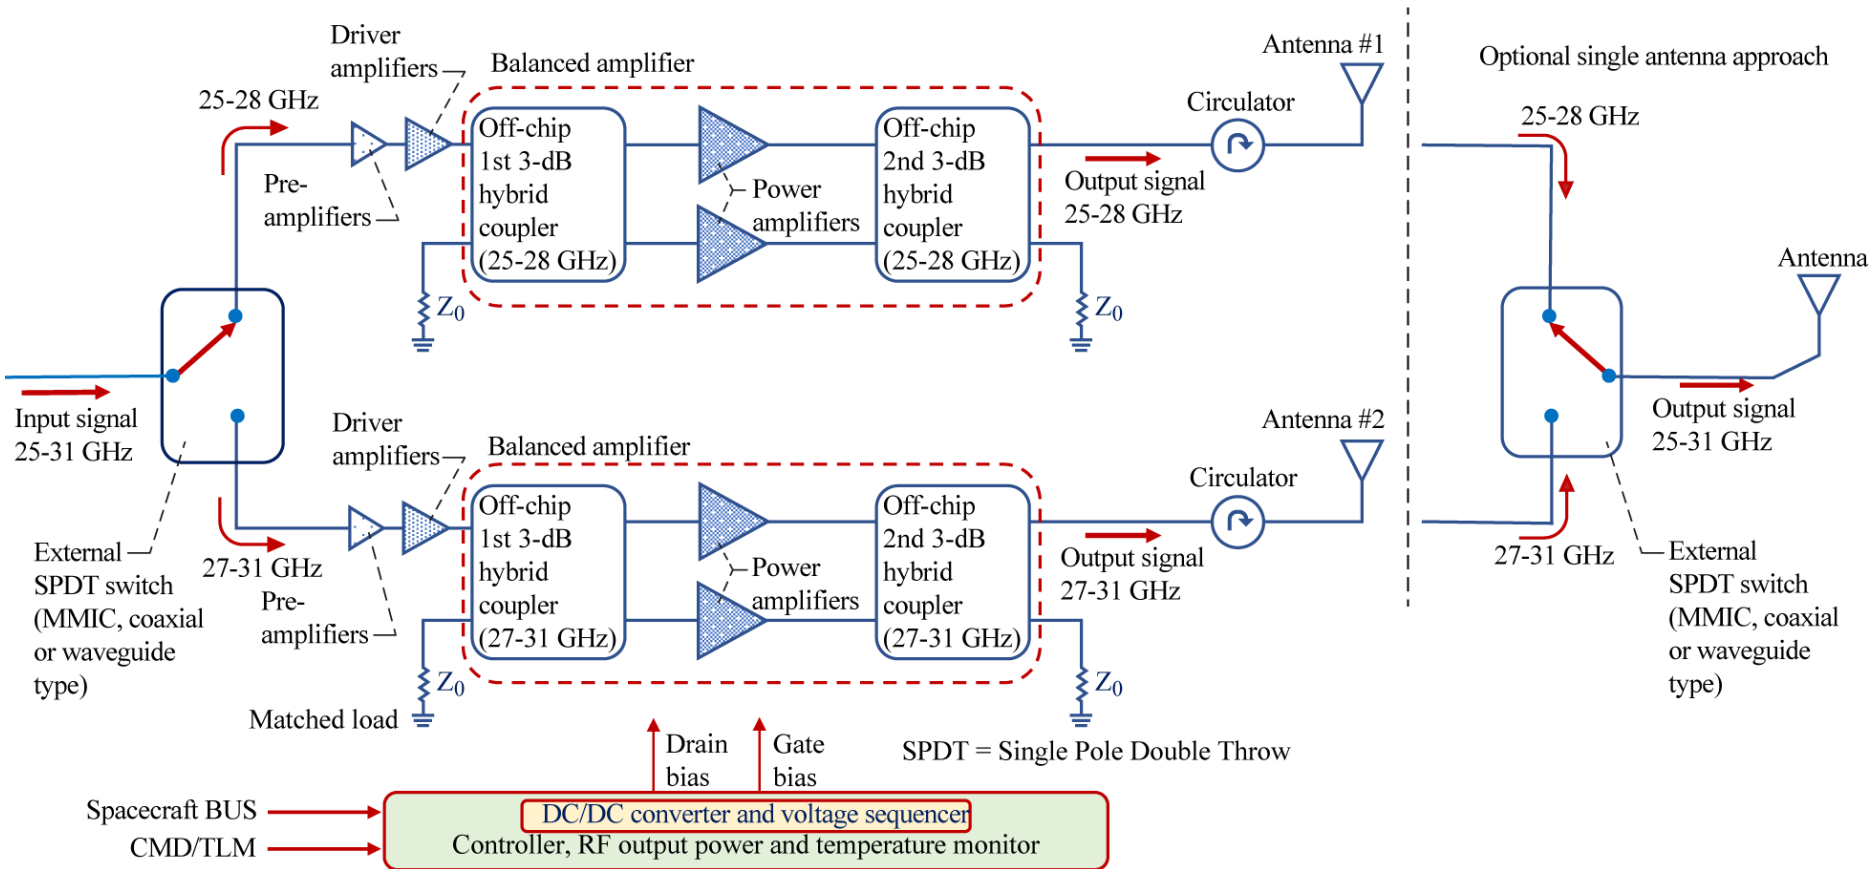 Driver
amplifiers
Balanced amplifier
25-28 GHz
Pre-
amplifiers
Off-chip
1st 3-dB
hybrid
coupler
(25-28 GHz)
Power
amplifiers
Off-chip
2nd 3-dB
hybrid
coupler
(25-28 GHz)
Z0
Z0
Output signal
25-28 GHz
Circulator
Antenna #1
Input signal
25-31 GHz
External
SPDT switch
(MMIC, coaxial
or waveguide
type)
Driver
amplifiers
Balanced amplifier
27-31 GHz
Pre-
amplifiers
Off-chip
1st 3-dB
hybrid
coupler
(27-31 GHz)
Power
amplifiers
Off-chip
2nd 3-dB
hybrid
coupler
(27-31 GHz)
Z0
Z0
Matched load
Output signal
27-31 GHz
Circulator
Antenna #2
Optional single antenna approach
25-28 GHz
Antenna
Output signal
25-31 GHz
27-31 GHz
External
SPDT switch
(MMIC, coaxial
or waveguide
type)
Drain
bias
Gate
bias
SPDT = Single Pole Double Throw
Spacecraft BUS
CMD/TLM
DC/DC converter and voltage sequencer
Controller, RF output power and temperature monitor